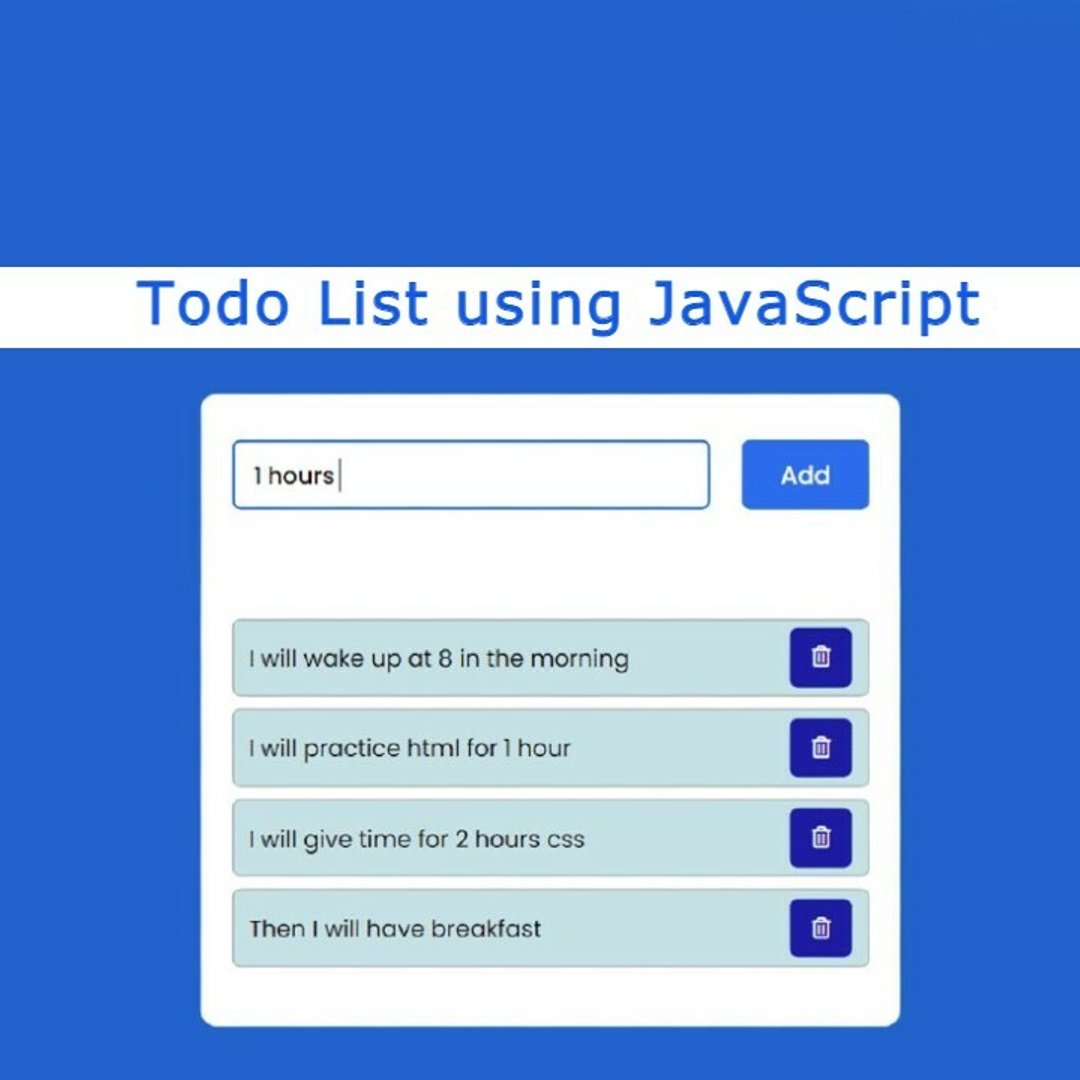 Todo List using JavaScript
1 hours
Add
I will wake up at 8 in the morning
I will practice html for 1 hour
I will give time for 2 hours css
Then I will have breakfast